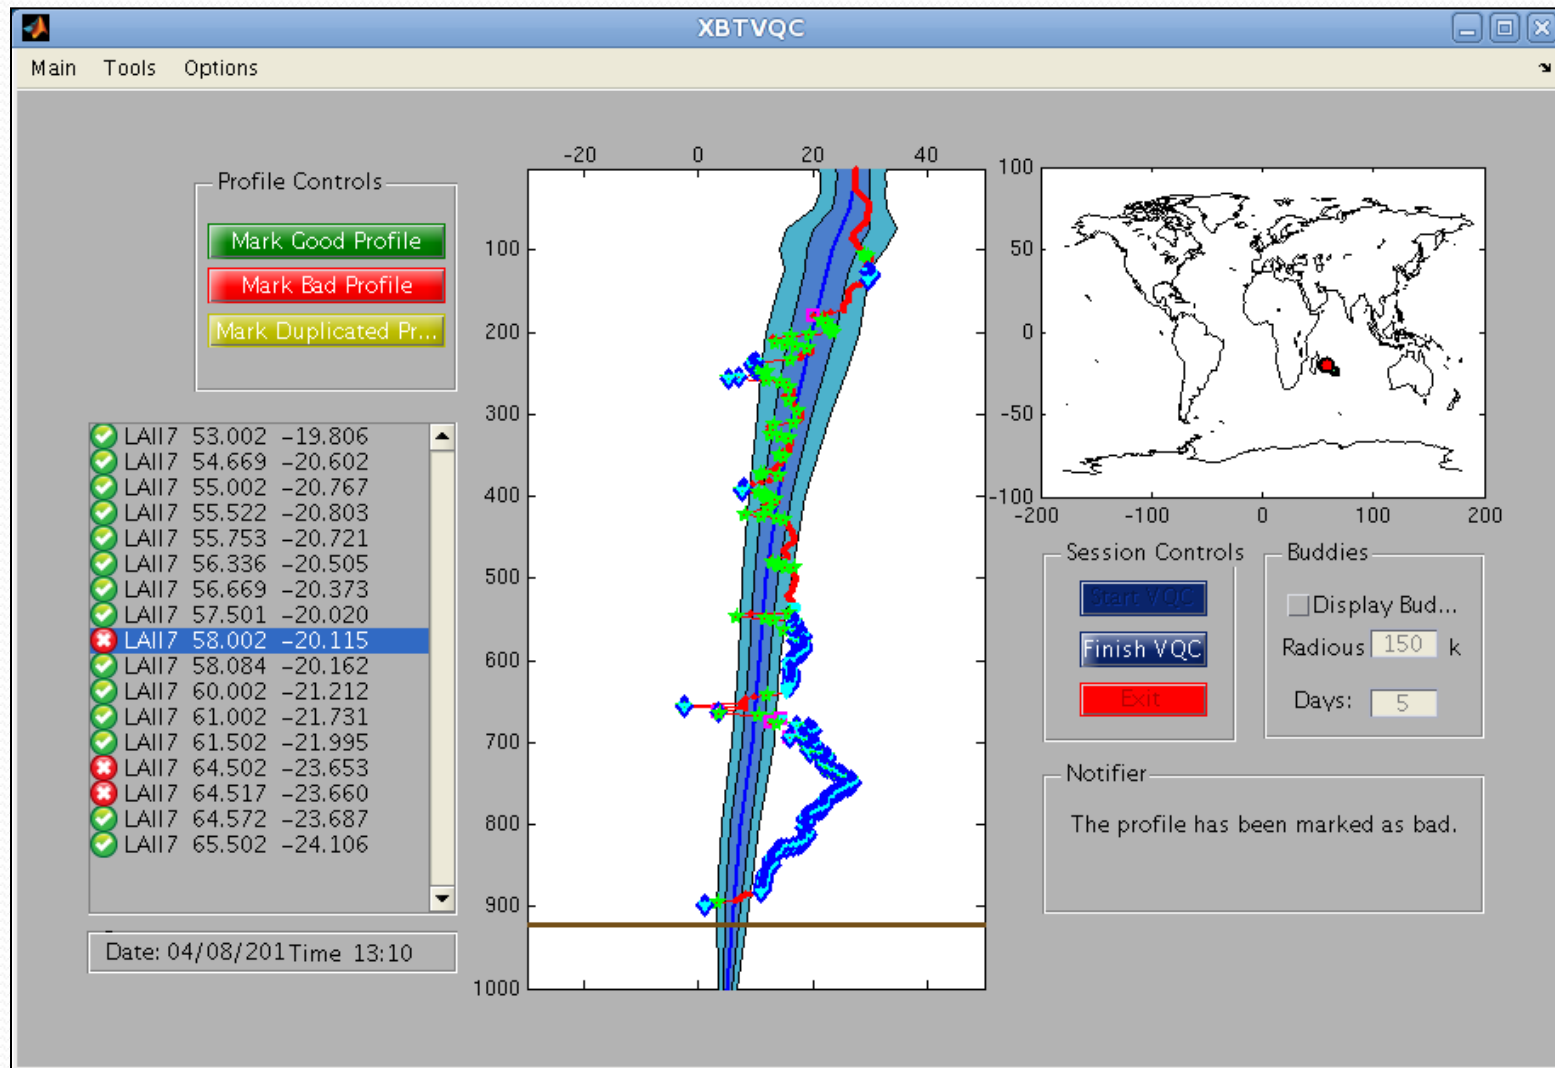 XBTVQC
Main Tools Options
Profile Controls
Mark Good Profile
Mark Bad Profile
Mark Duplicated Pr...
LAII7 53.002 -19.806
LAII7 54.669 -20.602
LAII7 55.002 -20.767
LAII7 55.522 -20.803
LAII7 55.753 -20.721
LAII7 56.336 -20.505
LAII7 56.669 -20.373
LAII7 57.501 -20.020
LAII7 58.002 -20.115
LAII7 58.084 -20.162
LAII7 60.002 -21.212
LAII7 61.002 -21.731
LAII7 61.502 -21.995
LAII7 64.502 -23.653
LAII7 64.517 -23.660
LAII7 64.572 -23.687
LAII7 65.502 -24.106
Date: 04/08/201 Time 13:10
-20 0 20 40
100
200
300
400
500
600
700
800
900
1000
100
50
0
-50
-100
-200 -100 0 100 200
Session Controls
Start VQC
Finish VQC
Exit
Buddies
Display Bud...
Radious 150 k
Days: 5
Notifier
The profile has been marked as bad.